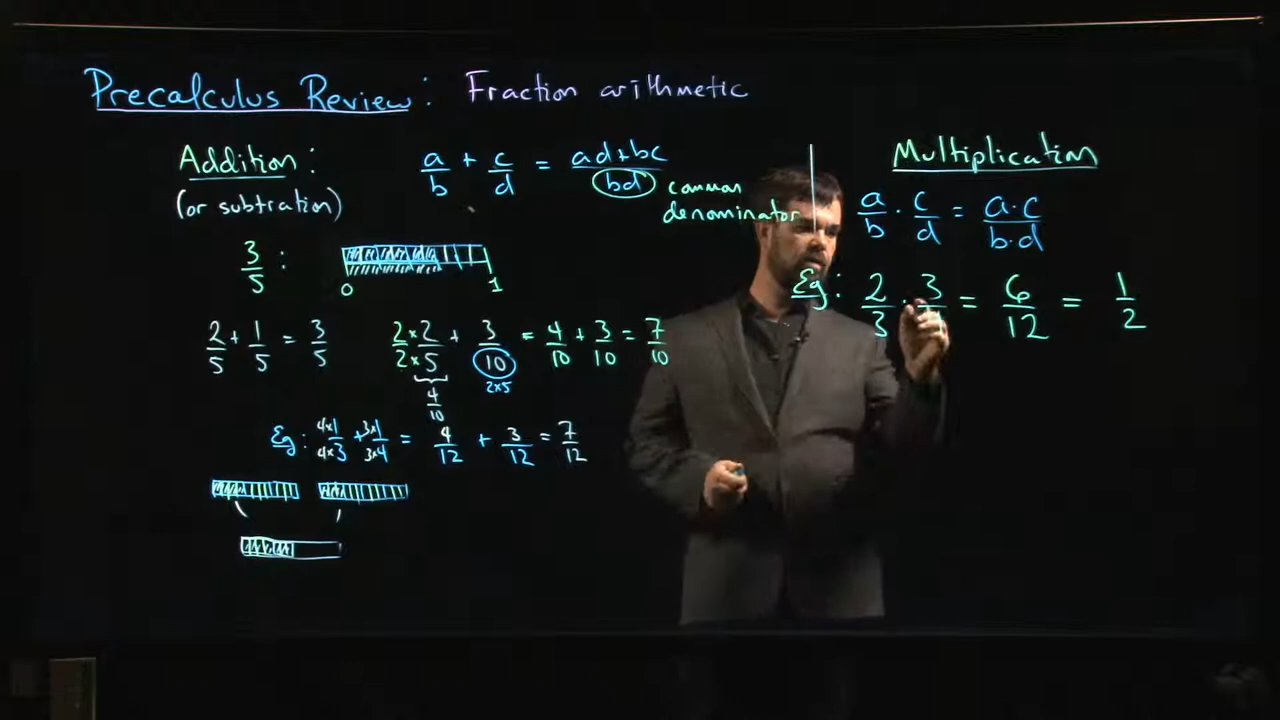 Precalculus Review: Fraction arithmetic
Addition:
(or subtration)
a/b + c/d = ad+bc/bd
common
denominator
3/5 :
0 1
2/5 + 1/5 = 3/5
2×2/2×5 + 3/10 = 4/10 + 3/10 = 7/10
4/10
2×5
Eg: 4×1/4×3 + 3×1/3×4 = 4/12 + 3/12 = 7/12
Multiplication
a/b · c/d = a·c/b·d
Eg: 2/3 · 3 = 6/12 = 1/2